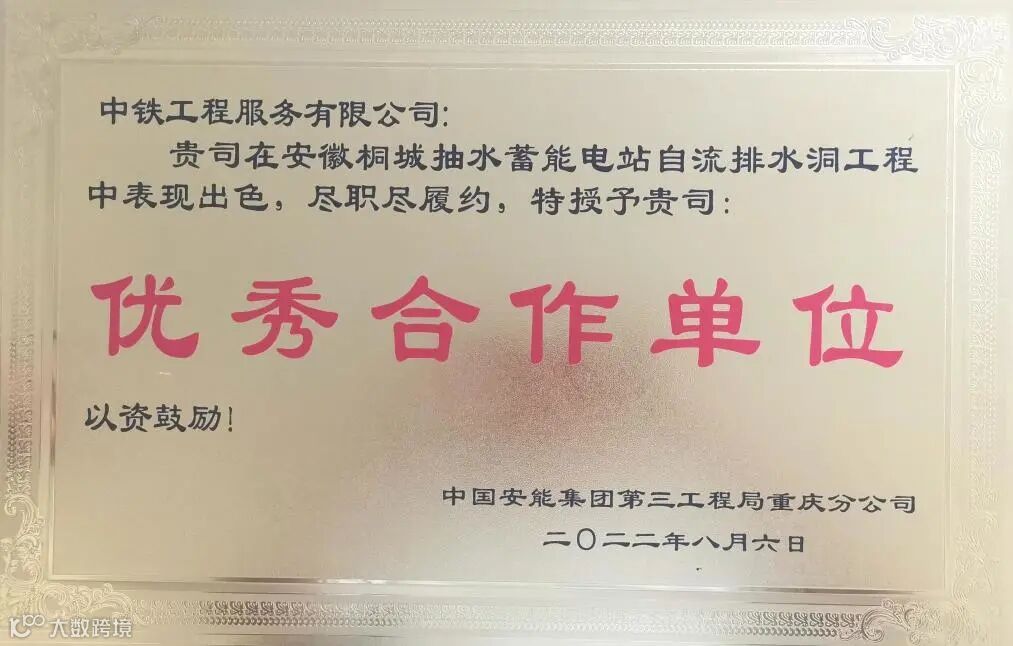 中铁工程服务有限公司:
贵司在安徽桐城抽水蓄能电站自流排水洞工程
中表现出色，尽职尽履约，特授予贵司:
优秀合作单位
以资鼓励!
中国安能集团第三工程局重庆分公司
二〇二二年八月六日
大数跨境